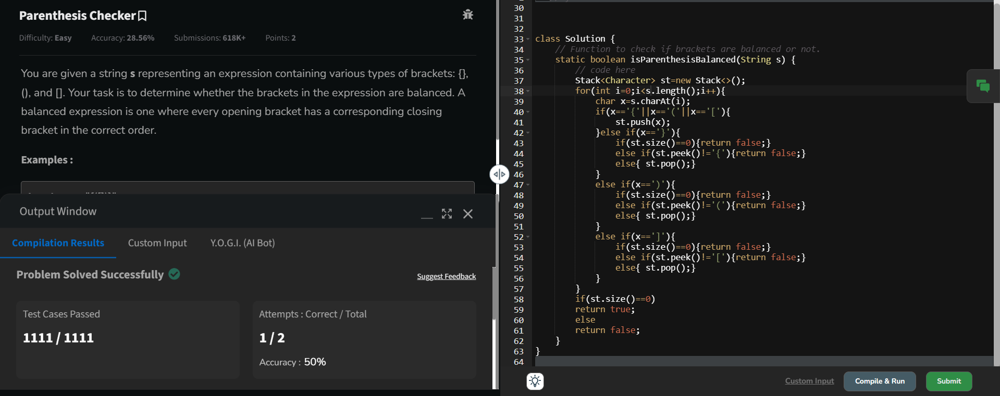 Parenthesis Checker
Difficulty: Easy Accuracy: 28.56% Submissions: 618K+ Points: 2
You are given a string s representing an expression containing various types of brackets: {},
(), and []. Your task is to determine whether the brackets in the expression are balanced. A
balanced expression is one where every opening bracket has a corresponding closing
bracket in the correct order.
Examples :
Output Window
Compilation Results Custom Input Y.O.G.I. (AI Bot)
Problem Solved Successfully
Suggest Feedback
Test Cases Passed
1111 / 1111
Attempts : Correct / Total
1 / 2
Accuracy : 50%
30
31
32
33 class Solution {
34     // Function to check if brackets are balanced or not.
35     static boolean isParenthesisBalanced(String s) {
36         // code here
37         Stack<Character> st=new Stack<>();
38         for(int i=0;i<s.length();i++){
39             char x=s.charAt(i);
40             if(x=='{'||x=='('||x=='['){
41                 st.push(x);
42             }else if(x=='}'){
43                 if(st.size()==0){return false;}
44                 else if(st.peek()!='{'){return false;}
45                 else{ st.pop();}
46             }
47             else if(x==')'){
48                 if(st.size()==0){return false;}
49                 else if(st.peek()!='('){return false;}
50                 else{ st.pop();}
51             }
52             else if(x==']'){
53                 if(st.size()==0){return false;}
54                 else if(st.peek()!='['){return false;}
55                 else{ st.pop();}
56             }
57         }
58         if(st.size()==0)
59         return true;
60         else
61         return false;
62     }
63 }
64
Custom Input Compile & Run Submit